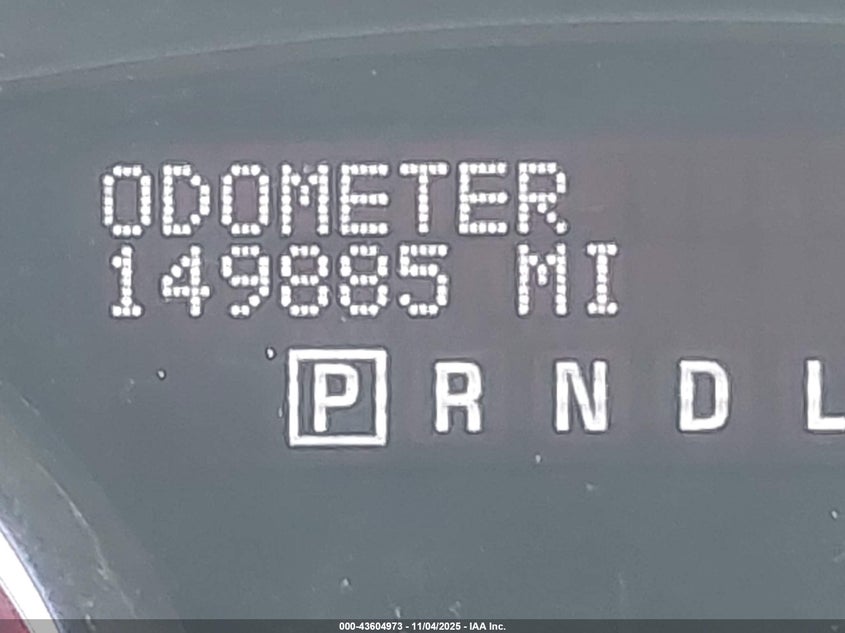 ODOMETER
149885 MI
P R N D L
000-43604973 - 11/04/2025 - IAA Inc.